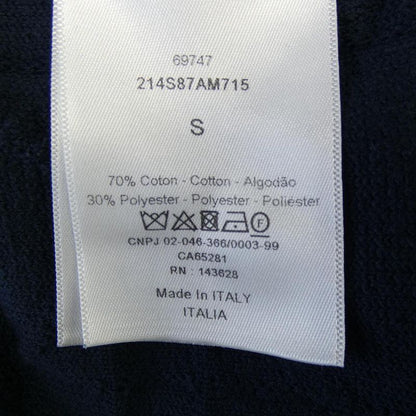 69747
214S87AM715
S
70% Coton - Cotton - Algodão
30% Polyester - Polyester - Poliéster
F
CNPJ 02-046-366/0003-99
CA65281
RN : 143628
Made In ITALY
ITALIA